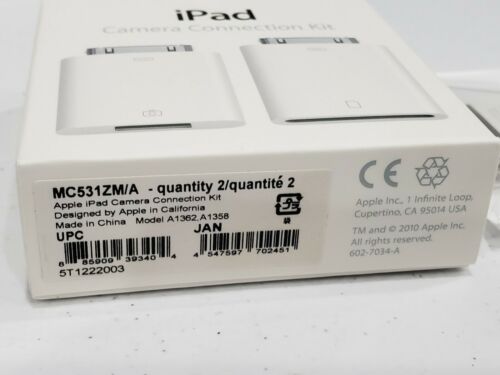 iPad
Camera Connection Kit
MC531ZM/A - quantity 2/quantité 2
Apple iPad Camera Connection Kit
Designed by Apple in California
Made in China Model A1362,A1358
UPC
JAN
6 85909 39340 4
4 547597 702451
5T1222003
CE
Apple Inc., 1 Infinite Loop,
Cupertino, CA 95014 USA
TM and © 2010 Apple Inc.
All rights reserved.
602-7034-A